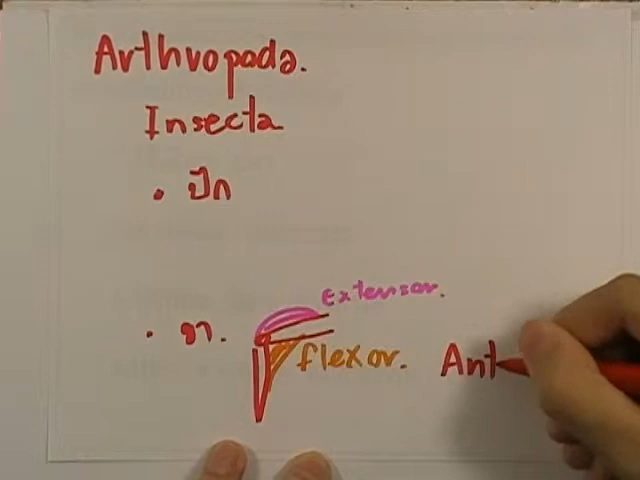 Arthropoda.
Insecta
• ปีก
extensor.
• ขา.
flexor. Ant